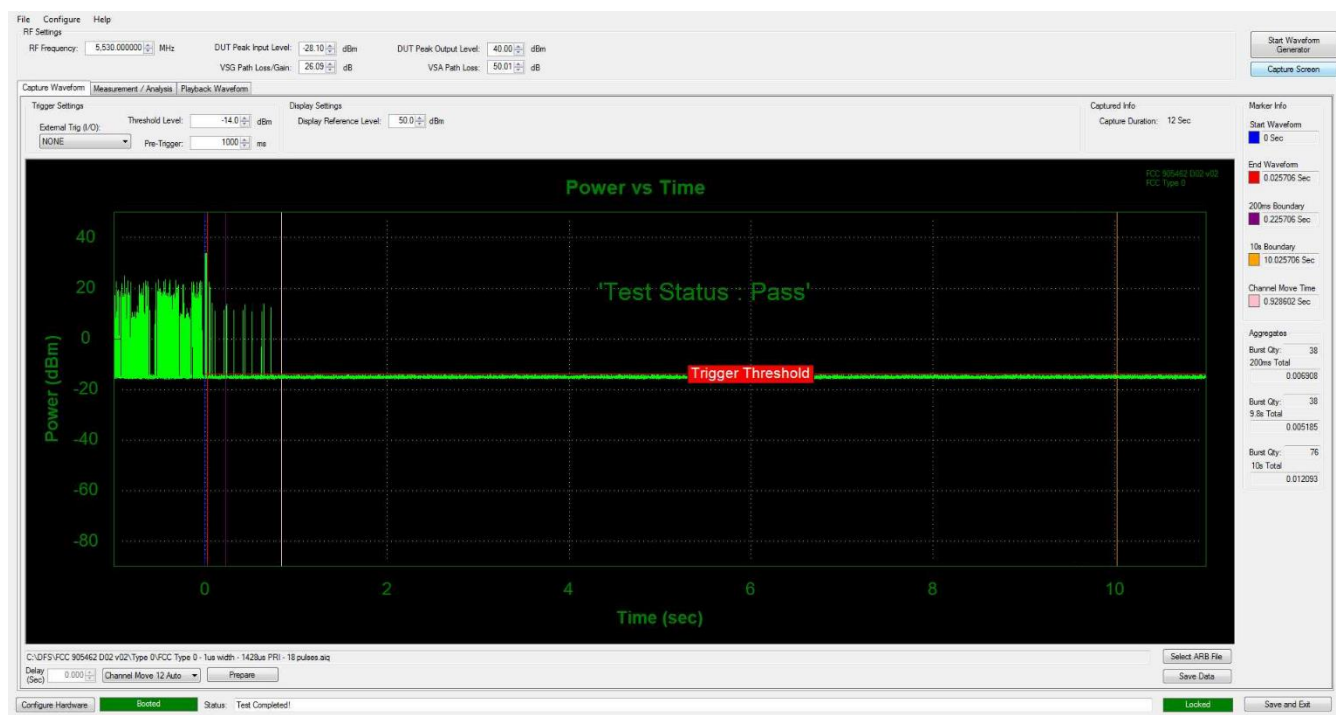 File Configure Help
RF Settings
RF Frequency: 5,530.000000 MHz DUT Peak Input Level: -28.10 dBm DUT Peak Output Level: 40.00 dBm
VSG Path Loss/Gain: 26.09 dB VSA Path Loss: 50.01 dB
Start Waveform
Generator
Capture Screen
Capture Waveform Measurement / Analysis Playback Waveform
Trigger Settings
Threshold Level: -14.0 dBm
External Trig (I/O):
NONE
Pre-Trigger: 1000 ms
Display Settings
Display Reference Level: 50.0 dBm
Captured Info
Capture Duration: 12 Sec
Marker Info
Start Waveform
0 Sec
End Waveform
0.025706 Sec
200ms Boundary
0.225706 Sec
10s Boundary
10.025706 Sec
Channel Move Time
0.928602 Sec
Aggregates
Burst Qty: 38
200ms Total
0.006908
Burst Qty: 38
9.8s Total
0.005185
Burst Qty: 76
10s Total
0.012093
Power vs Time
FCC 905462 D02 v02
FCC Type 0
'Test Status : Pass'
Trigger Threshold
Power (dBm)
40
20
0
-20
-40
-60
-80
0 2 4 6 8 10
Time (sec)
C:\DFS\FCC 905462 D02 v02\Type 0\FCC Type 0 - 1us width - 1428us PRI - 18 pulses.aiq
Select ARB File
Delay
(Sec) 0.000 Channel Move 12 Auto Prepare
Save Data
Configure Hardware Booted Status: Test Completed! Locked Save and Exit